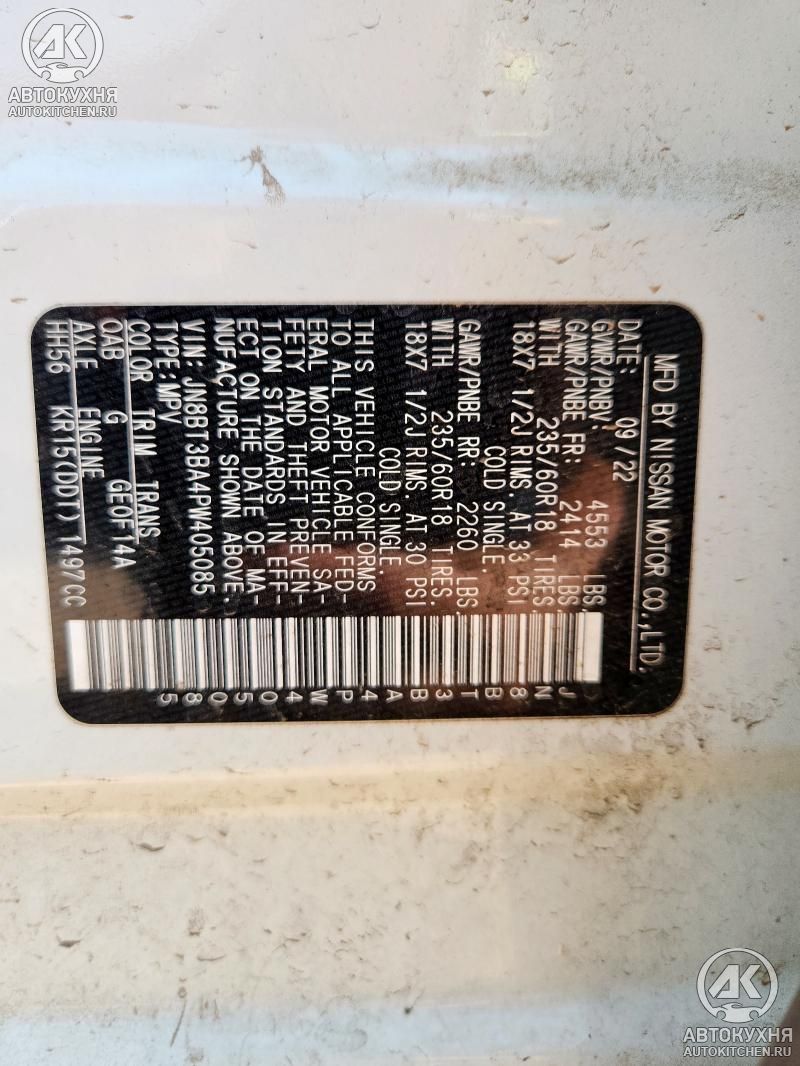 АВТОКУХНЯ
AUTOKITCHEN.RU
MFD BY NISSAN MOTOR CO.,LTD.
DATE: 09/22
GVWR/PNBV: 4553 LBS.
GAWR/PNBE FR: 2414 LBS.
WITH 235/60R18 TIRES.
18X7 1/2J RIMS. AT 33 PSI
COLD SINGLE.
GAWR/PNBE RR: 2260 LBS.
WITH 235/60R18 TIRES.
18X7 1/2J RIMS. AT 30 PSI
COLD SINGLE.
THIS VEHICLE CONFORMS
TO ALL APPLICABLE FED-
ERAL MOTOR VEHICLE SA-
FETY AND THEFT PREVEN-
TION STANDARDS IN EFF-
ECT ON THE DATE OF MA-
NUFACTURE SHOWN ABOVE.
VIN: JN8BT3BA4PW405085
TYPE:MPV
COLOR TRIM TRANS
QAB G GE0F14A
AXLE ENGINE
HH56 KR15(DDT) 1497CC
JN8BT3BA4PW405085
АВТОКУХНЯ
AUTOKITCHEN.RU